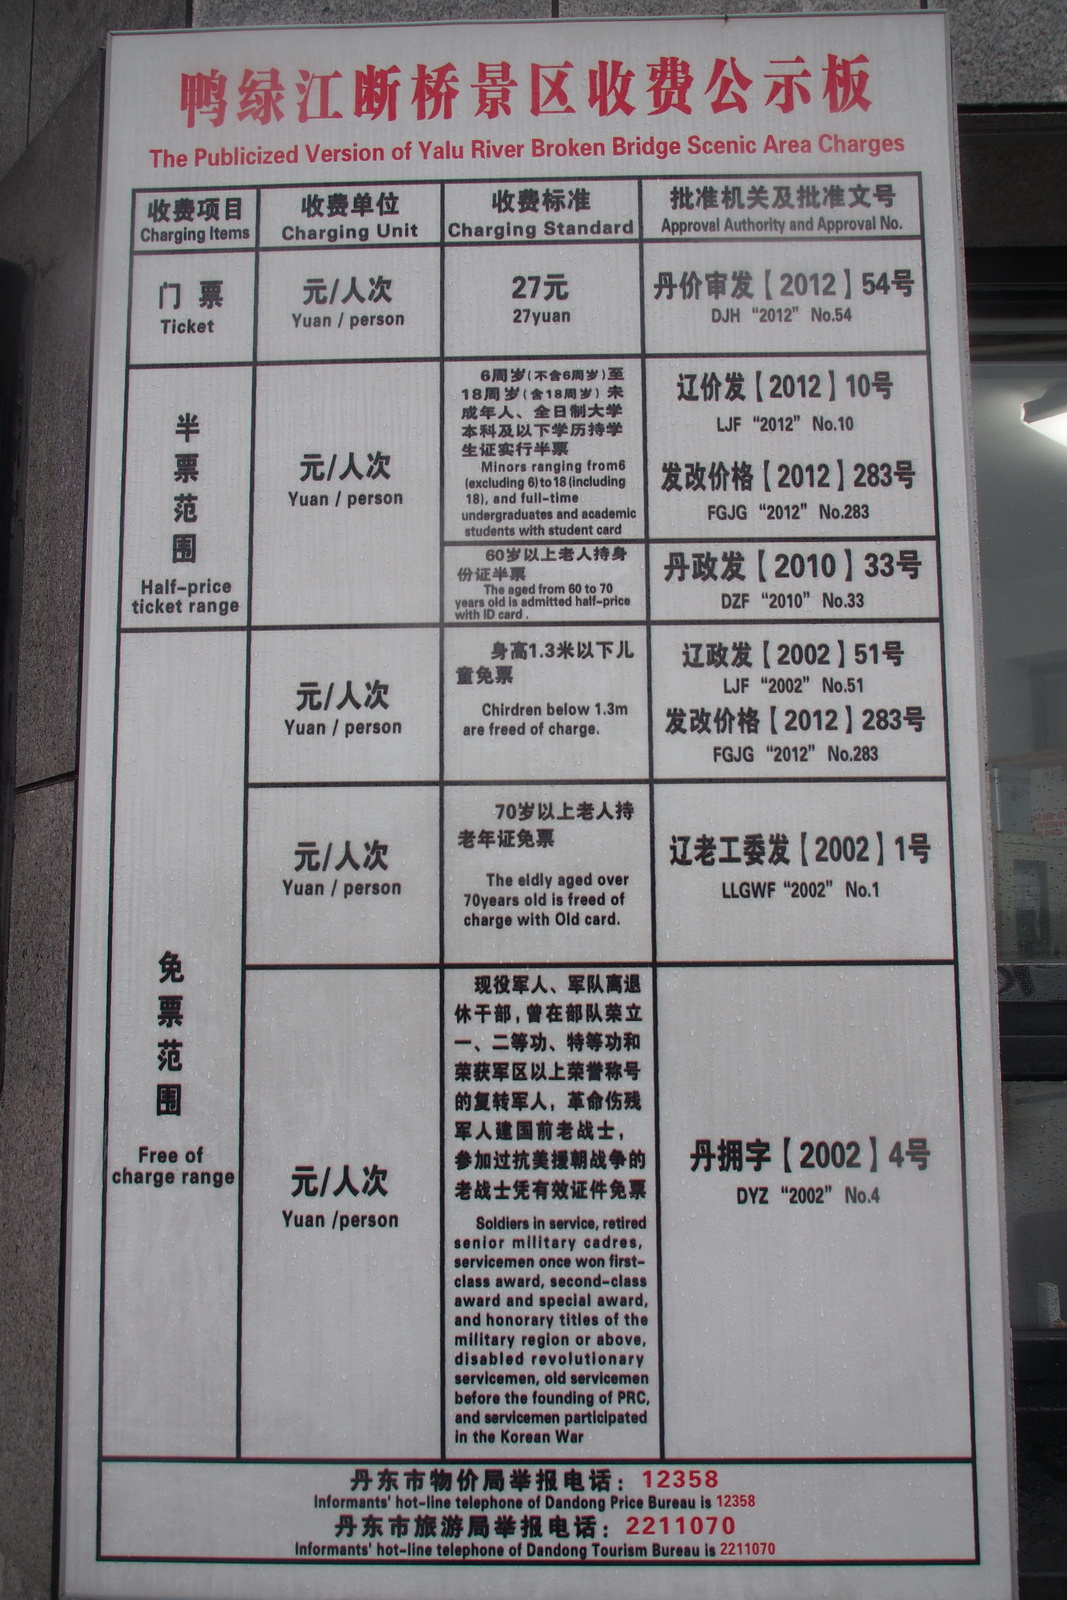 鸭绿江断桥景区收费公示板
The Publicized Version of Yalu River Broken Bridge Scenic Area Charges
收费项目
Charging Items
收费单位
Charging Unit
收费标准
Charging Standard
批准机关及批准文号
Approval Authority and Approval No.
门 票
Ticket
元/人次
Yuan / person
27元
27yuan
丹价审发【2012】54号
DJH “2012” No.54
半票范围
Half-price
ticket range
元/人次
Yuan / person
6周岁(不含6周岁)至
18周岁(含18周岁)未
成年人、全日制大学
本科及以下学历持学
生证实行半票
Minors ranging from6
(excluding 6)to18(including
18), and full-time
undergraduates and academic
students with student card
辽价发【2012】10号
LJF “2012” No.10
发改价格【2012】283号
FGJG “2012” No.283
60岁以上老人持身
份证半票
The aged from 60 to 70
years old is admitted half-price
with ID card .
丹政发【2010】33号
DZF “2010” No.33
免票范围
Free of
charge range
元/人次
Yuan / person
身高1.3米以下儿
童免票
Chirdren below 1.3m
are freed of charge.
辽政发【2002】51号
LJF “2002” No.51
发改价格【2012】283号
FGJG “2012” No.283
元/人次
Yuan / person
70岁以上老人持
老年证免票
The eldly aged over
70years old is freed of
charge with Old card.
辽老工委发【2002】1号
LLGWF “2002” No.1
元/人次
Yuan /person
现役军人、军队离退
休干部,曾在部队荣立
一、二等功、特等功和
荣获军区以上荣誉称号
的复转军人，革命伤残
军人建国前老战士，
参加过抗美援朝战争的
老战士凭有效证件免票
Soldiers in service, retired
senior military cadres,
servicemen once won first-
class award, second-class
award and special award,
and honorary titles of the
military region or above,
disabled revolutionary
servicemen, old servicemen
before the founding of PRC,
and servicemen participated
in the Korean War
丹拥字【2002】4号
DYZ “2002” No.4
丹东市物价局举报电话：12358
Informants' hot-line telephone of Dandong Price Bureau is 12358
丹东市旅游局举报电话：2211070
Informants' hot-line telephone of Dandong Tourism Bureau is 2211070